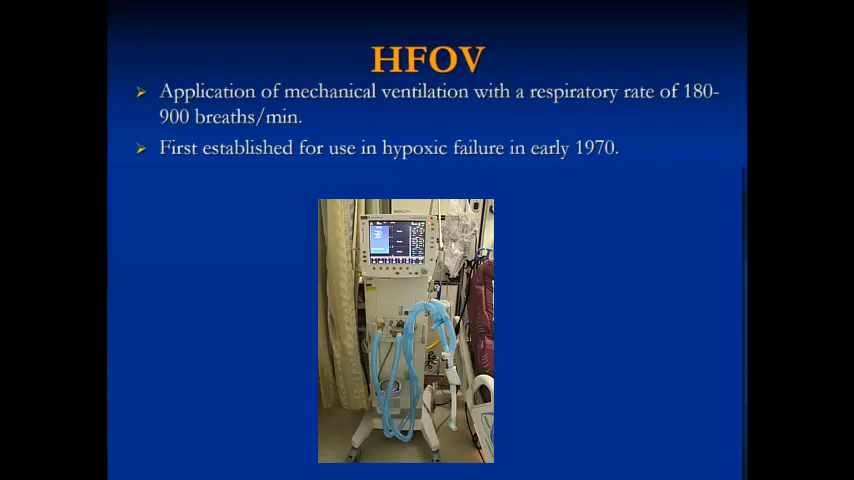 HFOV
Application of mechanical ventilation with a respiratory rate of 180-
900 breaths/min.
First established for use in hypoxic failure in early 1970.